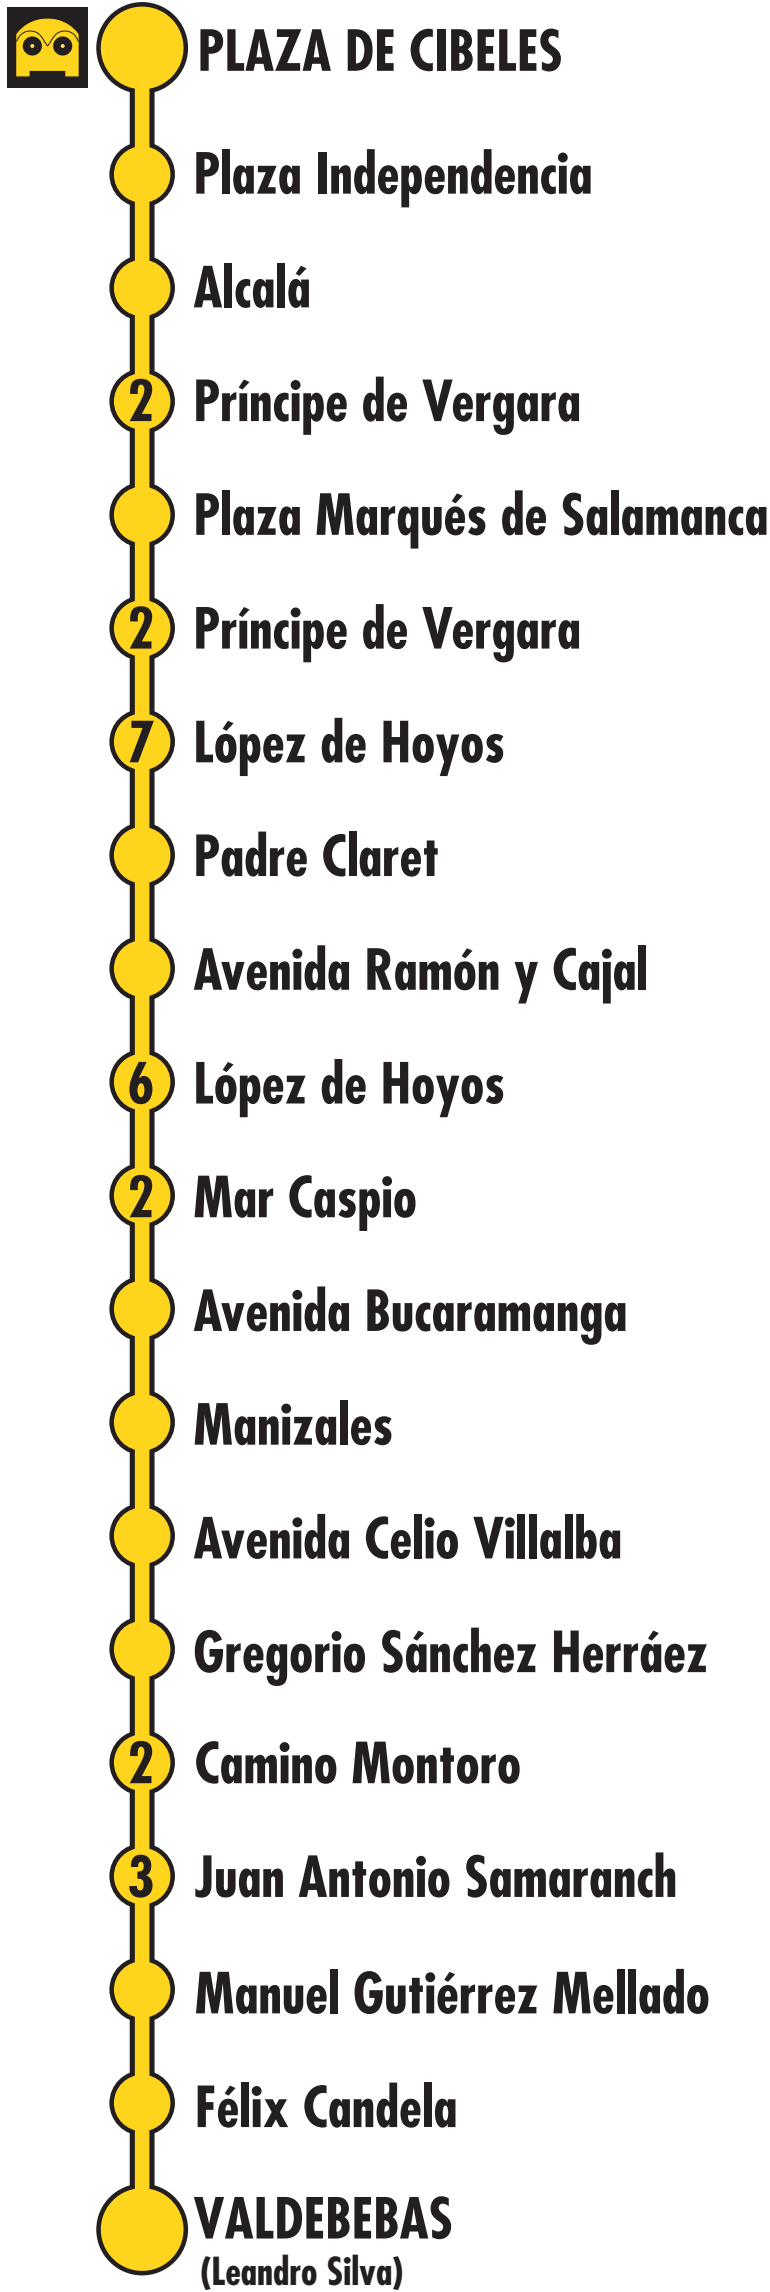 PLAZA DE CIBELES
Plaza Independencia
Alcalá
2 Príncipe de Vergara
Plaza Marqués de Salamanca
2 Príncipe de Vergara
7 López de Hoyos
Padre Claret
Avenida Ramón y Cajal
6 López de Hoyos
2 Mar Caspio
Avenida Bucaramanga
Manizales
Avenida Celio Villalba
Gregorio Sánchez Herráez
2 Camino Montoro
3 Juan Antonio Samaranch
Manuel Gutiérrez Mellado
Félix Candela
VALDEBEBAS
(Leandro Silva)